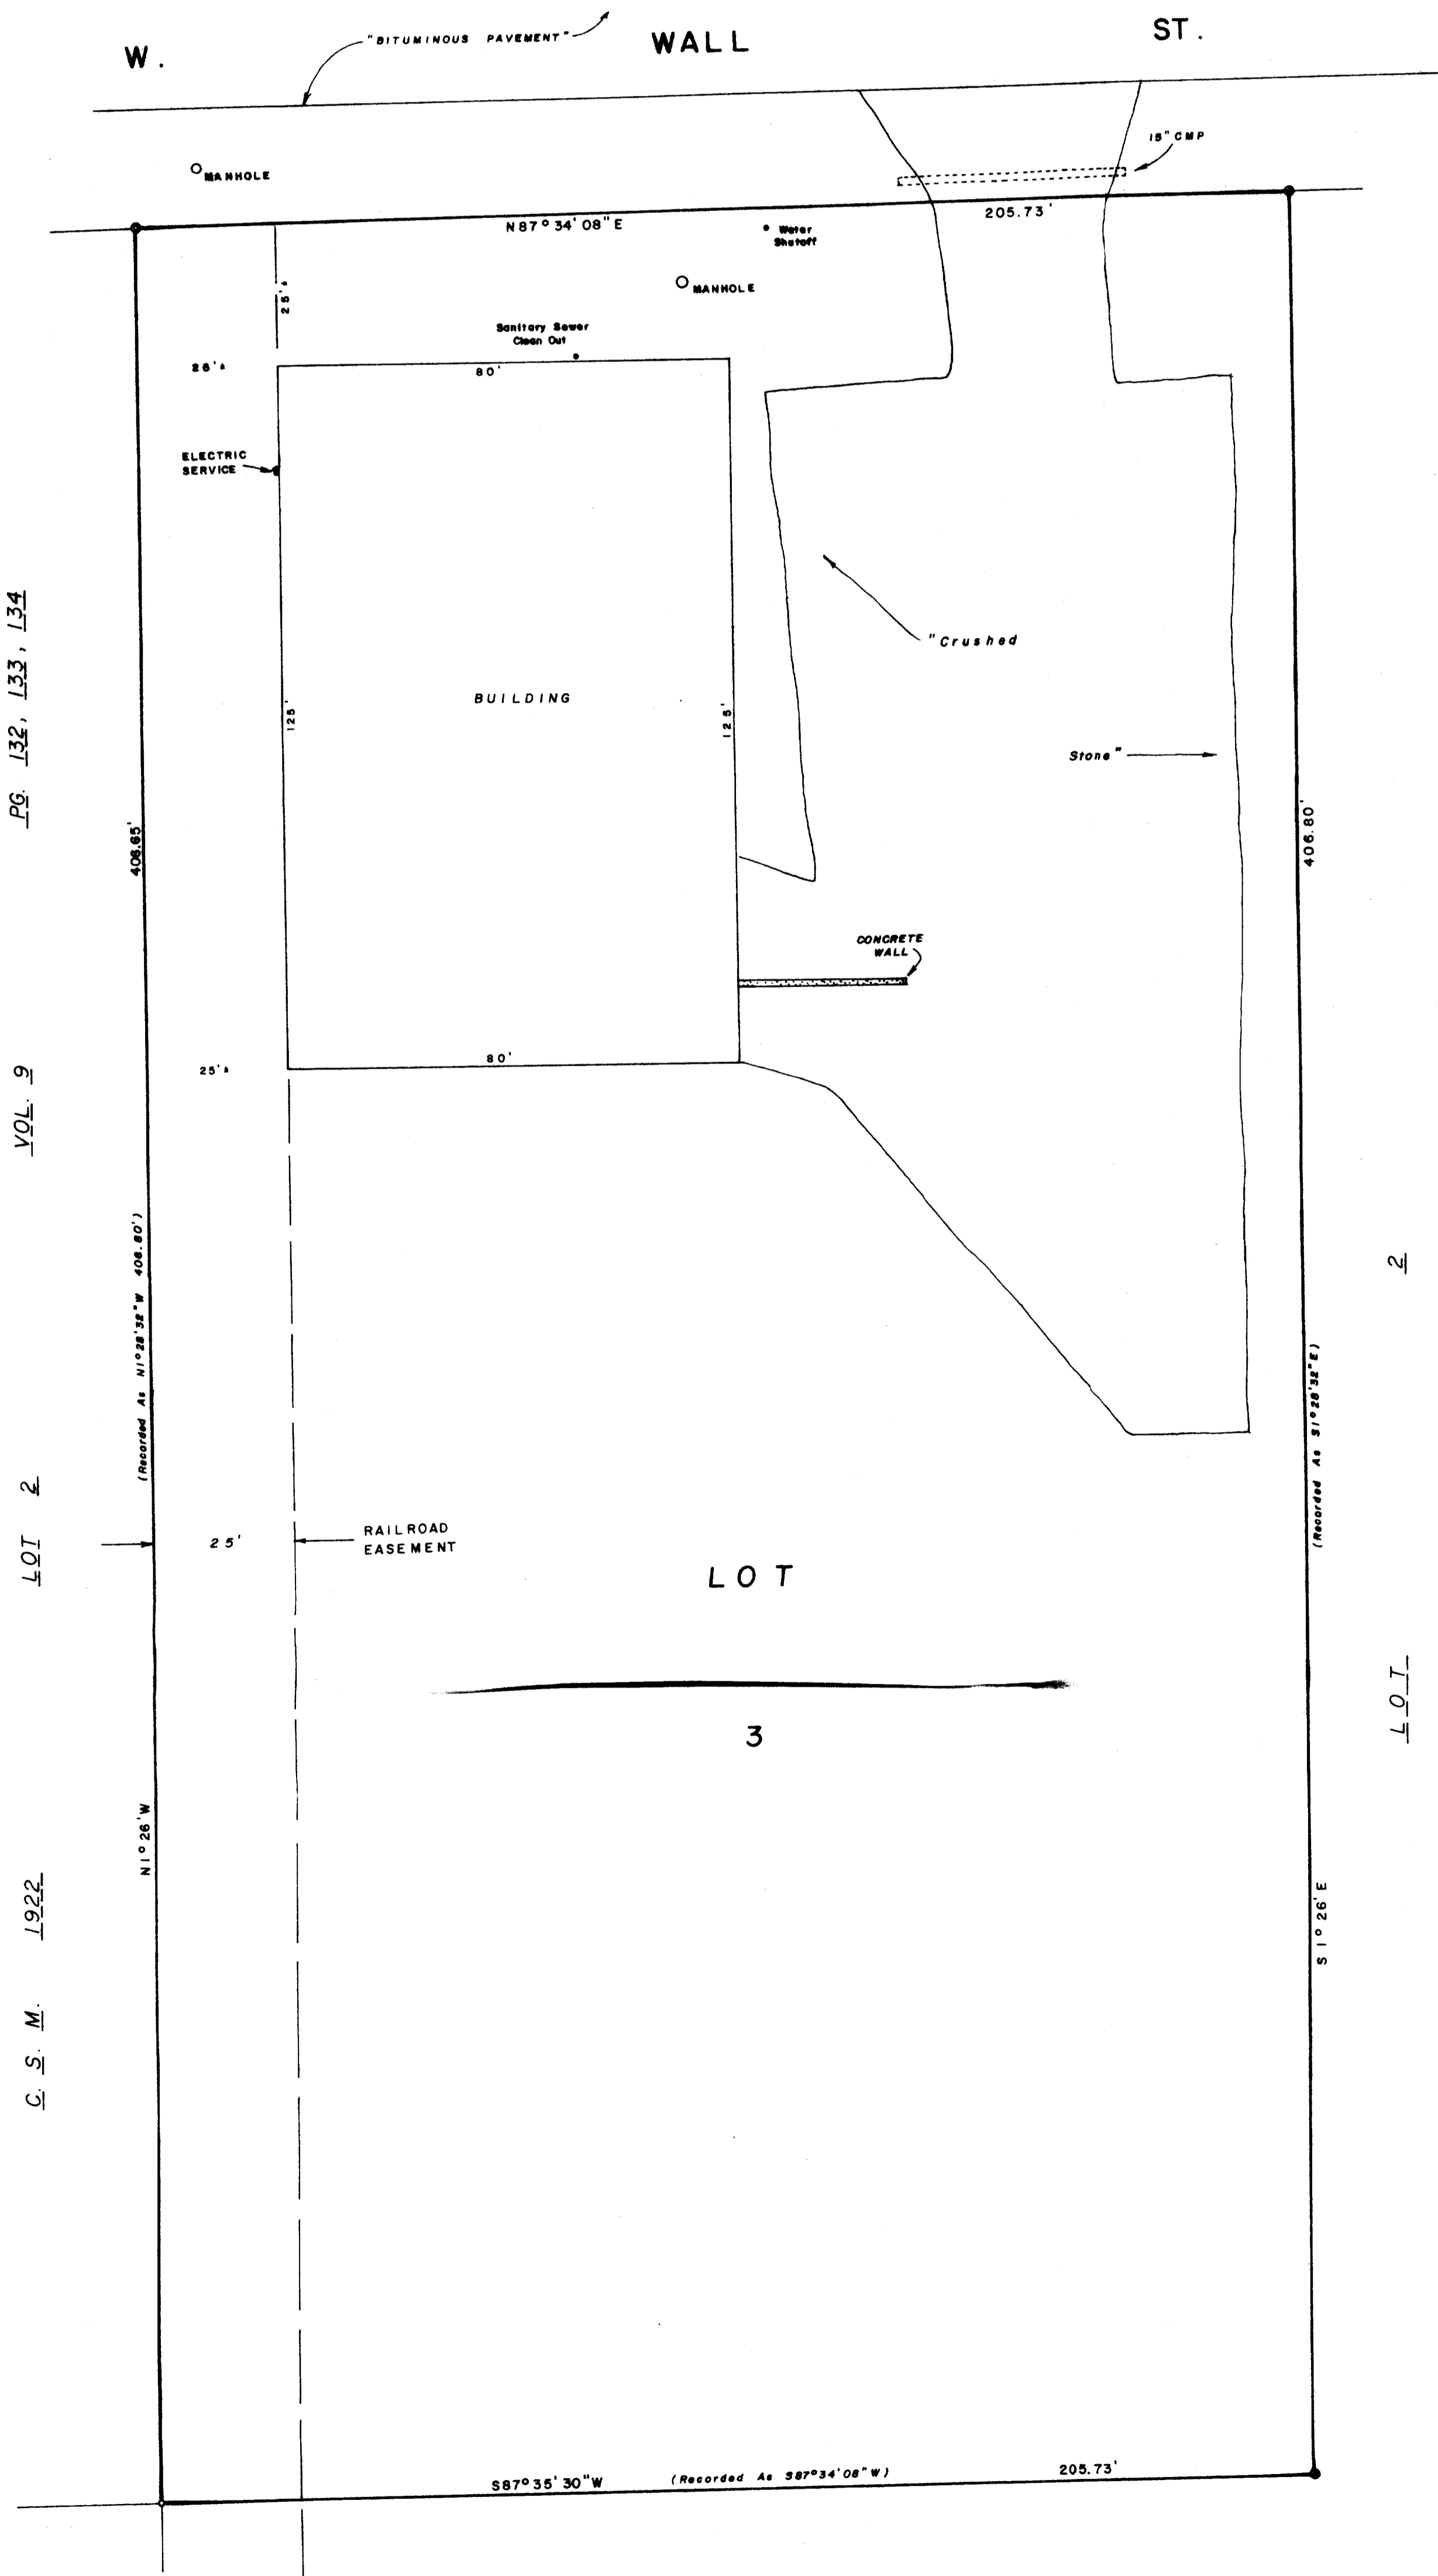 W. WALL ST.
"BITUMINOUS PAVEMENT"
15" CMP
MANHOLE
N87°34'08"E
205.73'
Water
Shutoff
25'±
MANHOLE
Sanitary Sewer
Clean Out
25'±
80'
ELECTRIC
SERVICE
"Crushed
BUILDING
125'
125'
Stone"
PG. 132, 133, 134
406.65'
406.80'
CONCRETE
WALL
80'
25'±
VOL. 9
(Recorded As N1°28'32"W 406.80')
2
(Recorded As S1°28'32"E)
LOT 2
25'
RAILROAD
EASEMENT
LOT
3
LOT
N1°26'W
S1°26'E
C. S. M. 1922
S87°35'30"W
(Recorded As S87°34'08"W)
205.73'